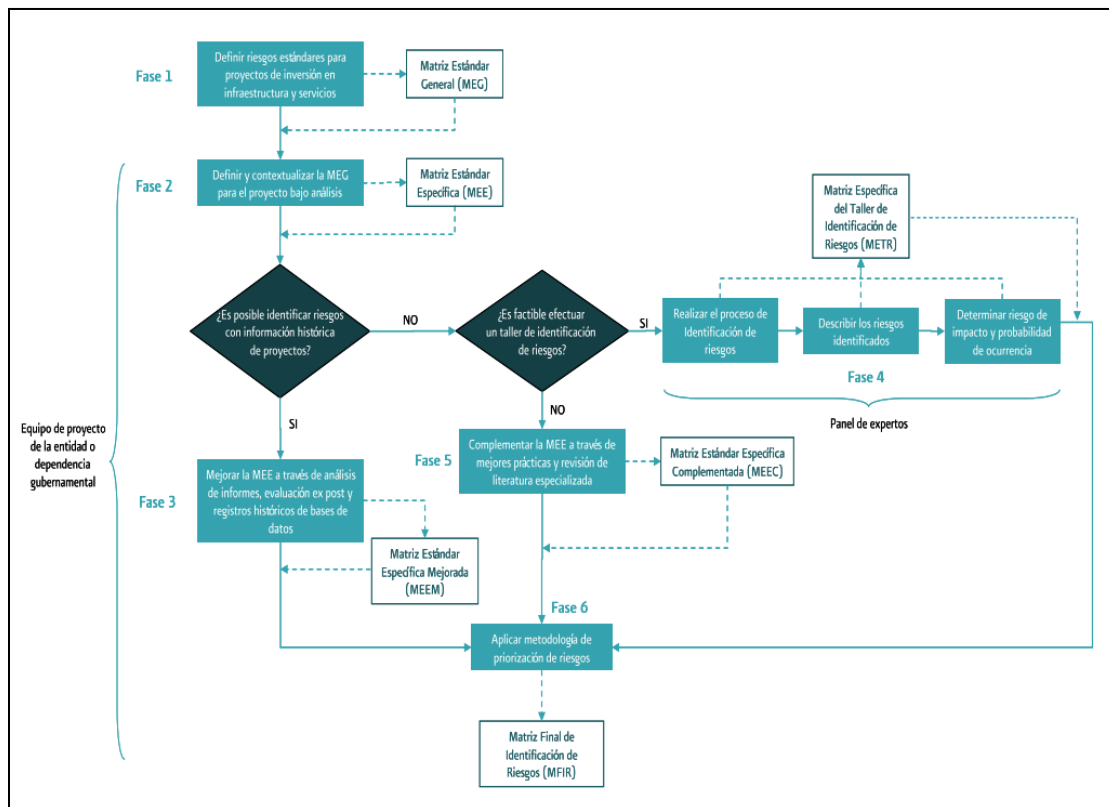 Fase 1
Definir riesgos estándares para
proyectos de inversión en
infraestructura y servicios
Matriz Estándar
General (MEG)
Fase 2
Definir y contextualizar la MEG
para el proyecto bajo análisis
Matriz Estándar
Específica (MEE)
Matriz Específica
del Taller de
Identificación de
Riesgos (METR)
¿Es posible identificar riesgos
con información histórica
de proyectos?
NO
¿Es factible efectuar
un taller de identificación
de riesgos?
SI
Realizar el proceso de
Identificación de
riesgos
Describir los riesgos
identificados
Determinar riesgo de
impacto y probabilidad
de ocurrencia
Fase 4
Panel de expertos
SI
NO
Equipo de proyecto
de la entidad o
dependencia
gubernamental
Fase 3
Mejorar la MEE a través de análisis
de informes, evaluación ex post y
registros históricos de bases de
datos
Fase 5
Complementar la MEE a través de
mejores prácticas y revisión de
literatura especializada
Matriz Estándar Específica
Complementada (MEEC)
Matriz Estándar
Específica Mejorada
(MEEM)
Fase 6
Aplicar metodología de
priorización de riesgos
Matriz Final de
Identificación de
Riesgos (MFIR)